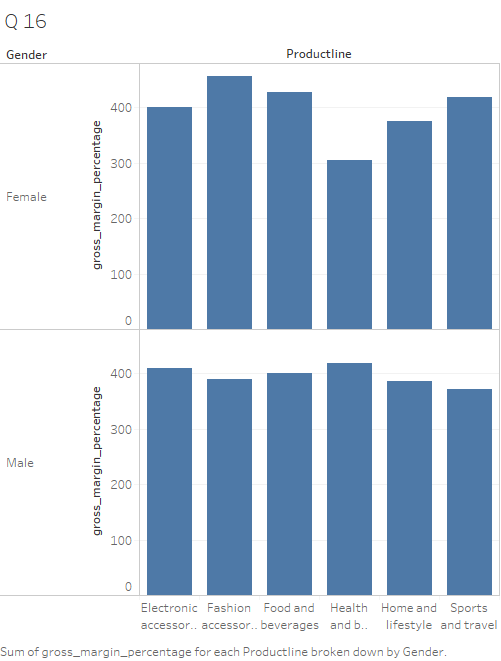 Q 16
Gender
Productline
Female
gross_margin_percentage
400
300
200
100
0
Male
gross_margin_percentage
400
300
200
100
0
Electronic accessor..
Fashion accessor..
Food and beverages
Health and b..
Home and lifestyle
Sports and travel
Sum of gross_margin_percentage for each Productline broken down by Gender.